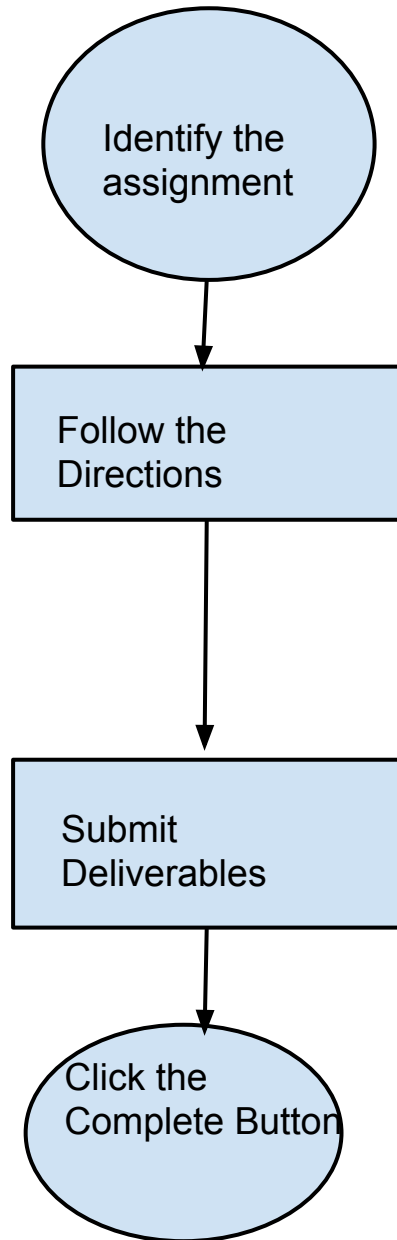 Identify the
assignment
Follow the
Directions
Submit
Deliverables
Click the
Complete Button